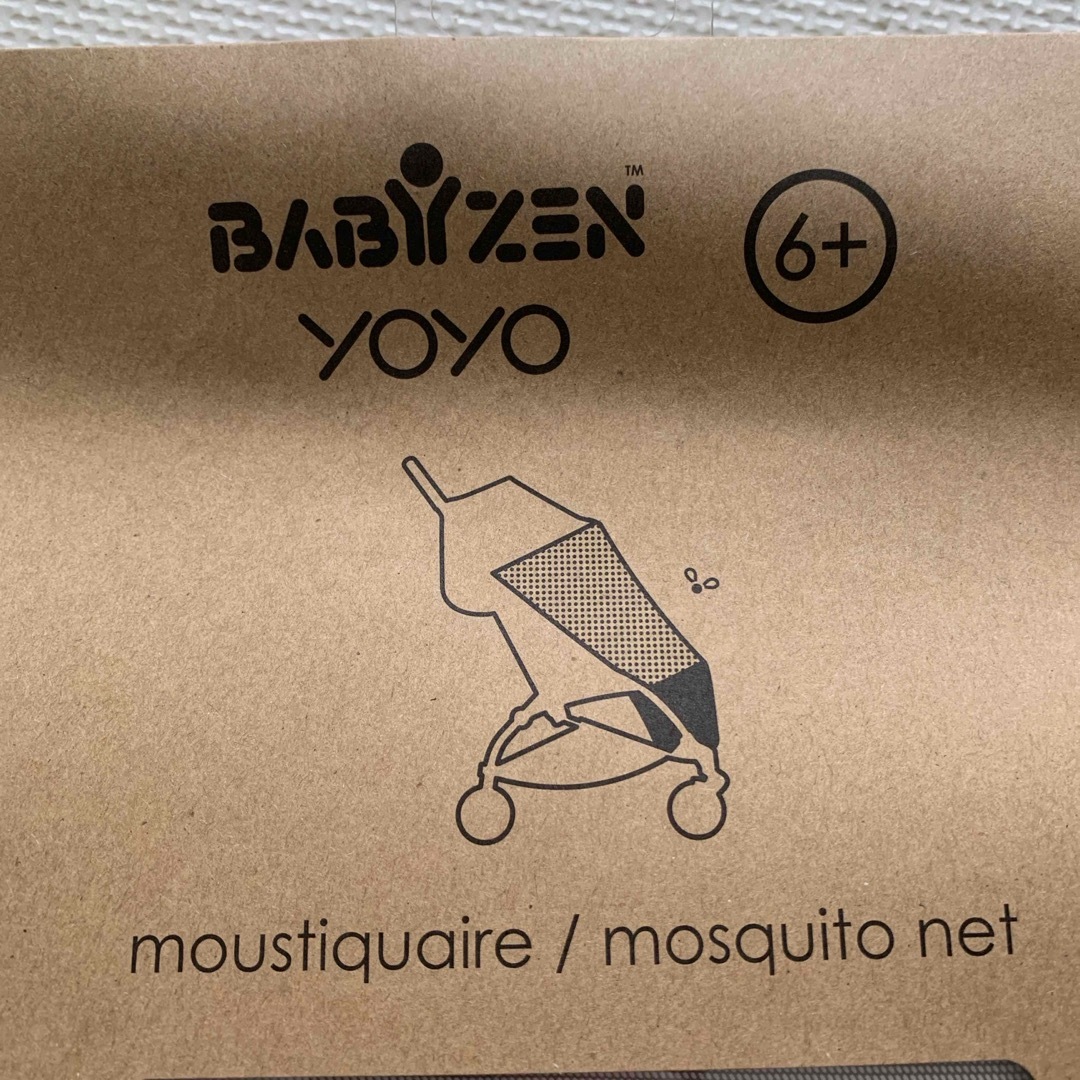 BABYZEN™
6+
YOYO
moustiquaire / mosquito net